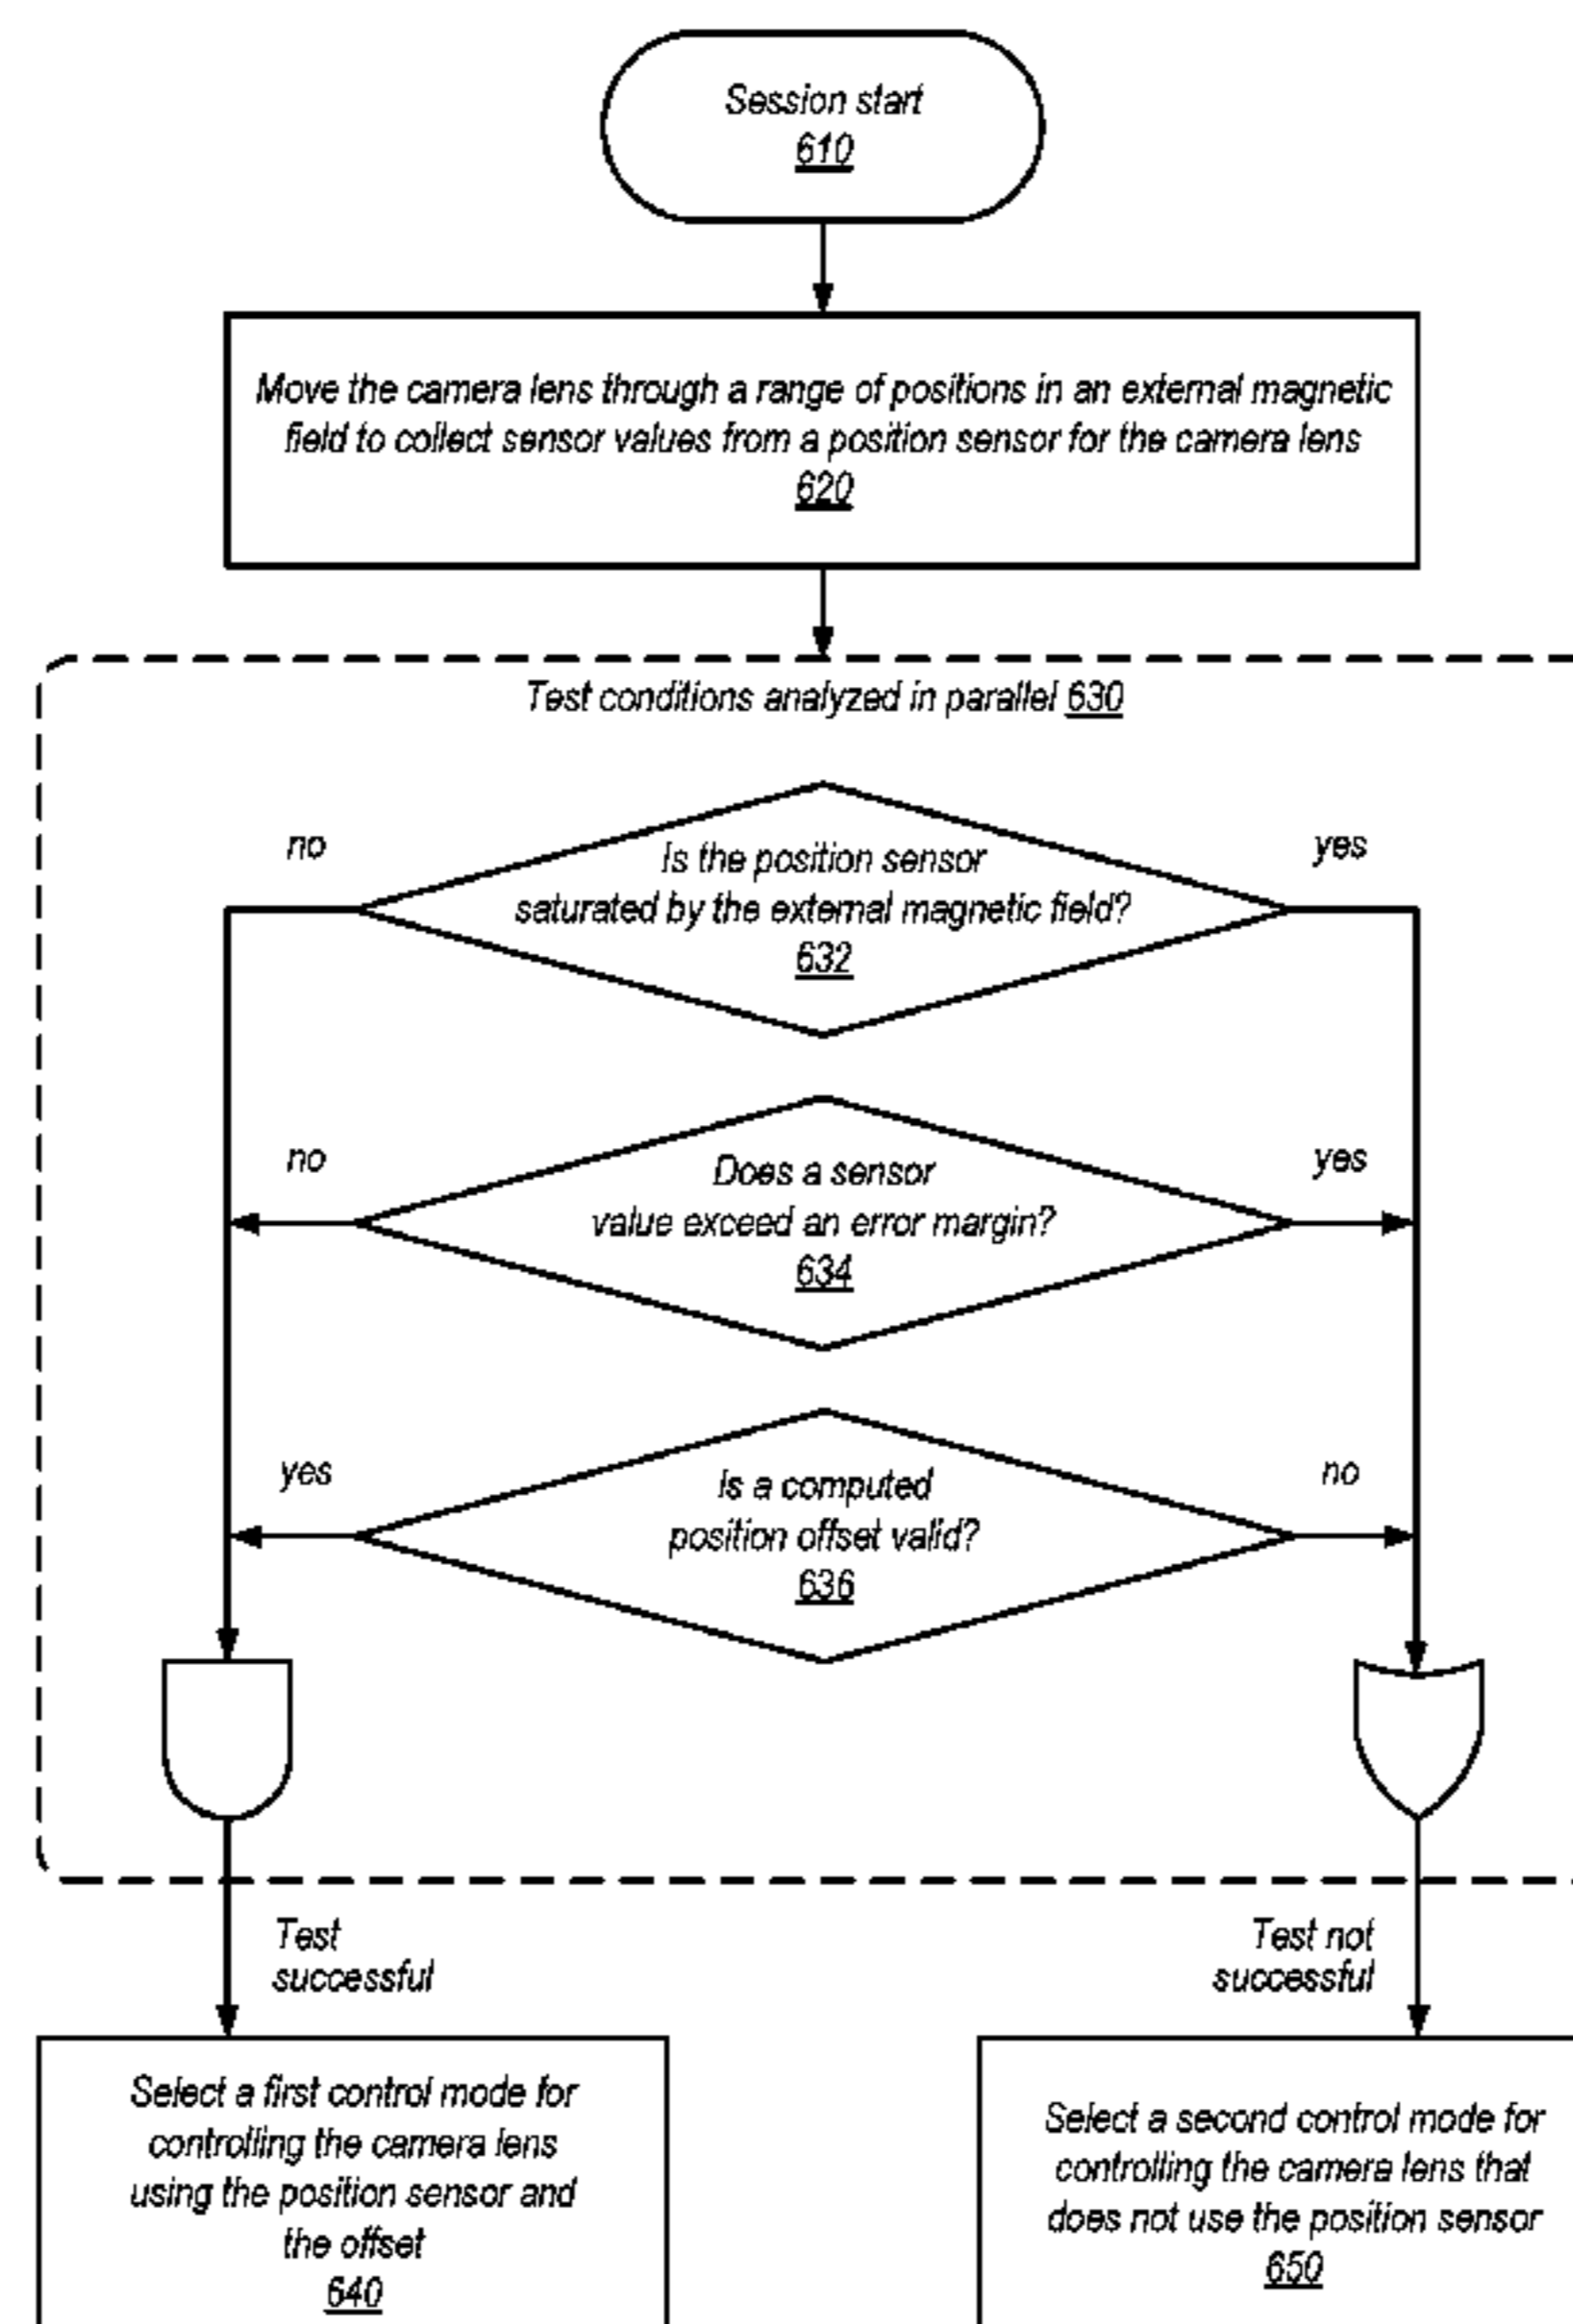 Session start
610
Move the camera lens through a range of positions in an external magnetic
field to collect sensor values from a position sensor for the camera lens
620
Test conditions analyzed in parallel 630
no
yes
Is the position sensor
saturated by the external magnetic field?
632
no
yes
Does a sensor
value exceed an error margin?
634
yes
no
Is a computed
position offset valid?
636
Test
successful
Test not
successful
Select a first control mode for
controlling the camera lens
using the position sensor and
the offset
640
Select a second control mode for
controlling the camera lens that
does not use the position sensor
650